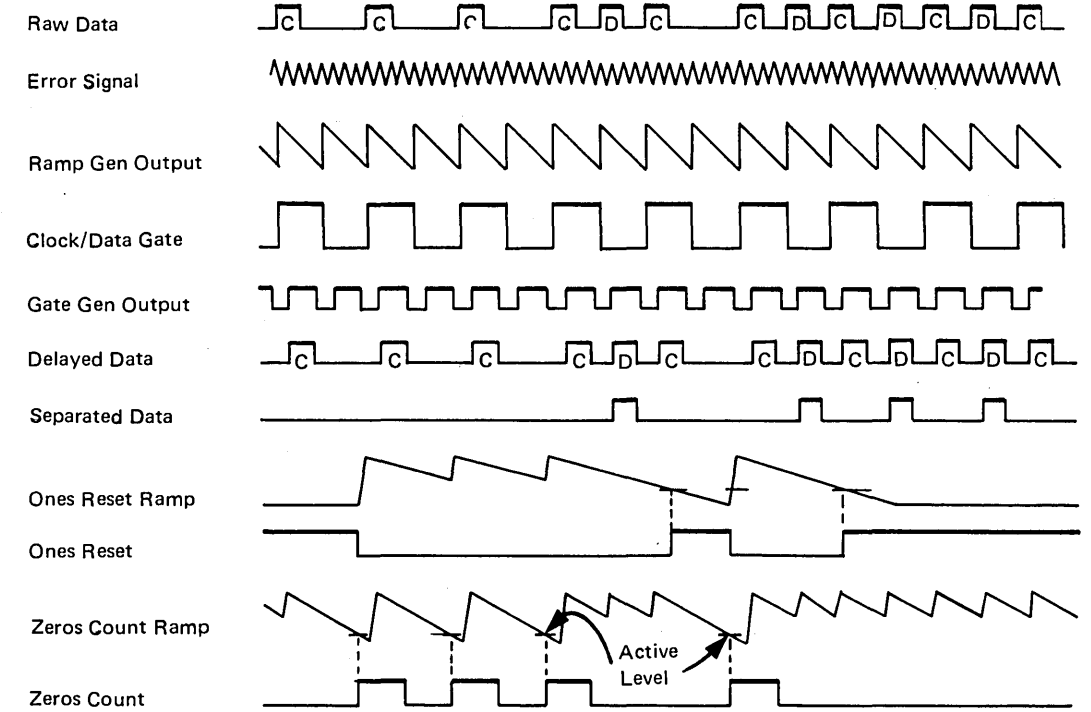 Raw Data C C C C D C C D C D C D C
Error Signal
Ramp Gen Output
Clock/Data Gate
Gate Gen Output
Delayed Data C C C C D C C D C D C D C
Separated Data
Ones Reset Ramp
Ones Reset
Zeros Count Ramp
Active
Level
Zeros Count